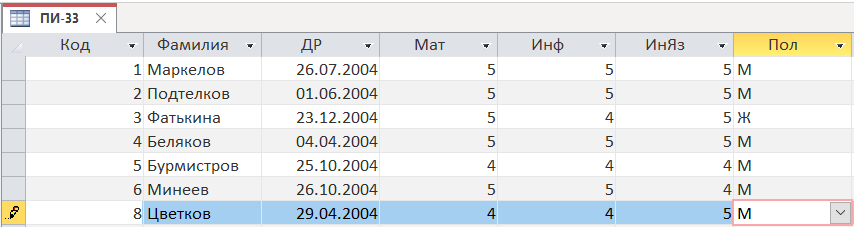 ПИ-33
Код Фамилия ДР Мат Инф ИнЯз Пол
1 Маркелов 26.07.2004 5 5 5 М
2 Подтелков 01.06.2004 5 5 5 М
3 Фатькина 23.12.2004 5 4 5 Ж
4 Беляков 04.04.2004 5 5 5 М
5 Бурмистров 25.10.2004 4 4 4 М
6 Минеев 26.10.2004 5 5 4 М
8 Цветков 29.04.2004 4 4 5 М